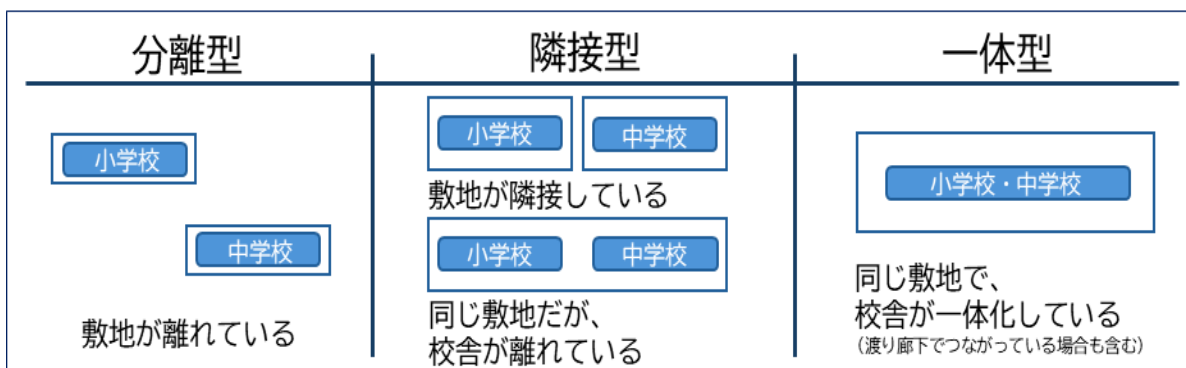 分離型
小学校
中学校
敷地が離れている
隣接型
小学校
中学校
敷地が隣接している
小学校
中学校
同じ敷地だが、
校舎が離れている
一体型
小学校・中学校
同じ敷地で、
校舎が一体化している
(渡り廊下でつながっている場合も含む)